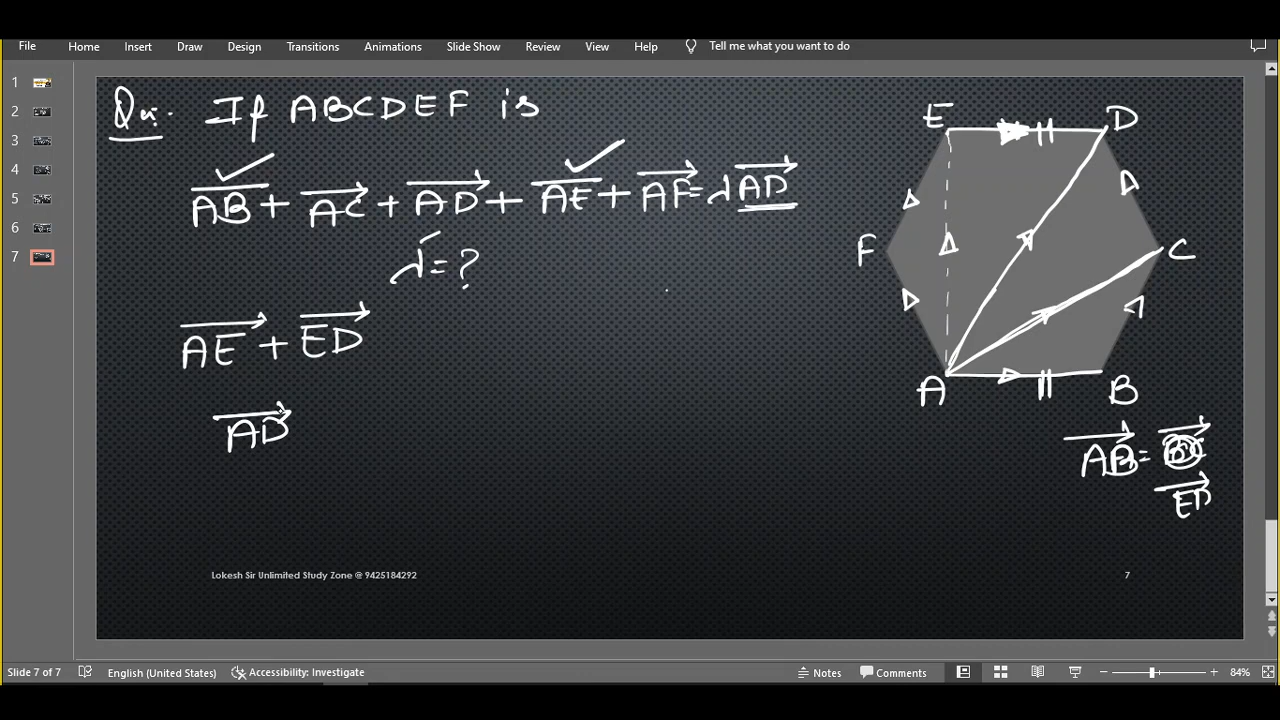 File Home Insert Draw Design Transitions Animations Slide Show Review View Help Tell me what you to do
1
2
3
4
5
6
7
Qu:- If ABCDEF is
AB + AC + AD + AE + AF = λ AD
λ = ?
AE + ED
AD
E D
F C
A B
AB =
ED
Lokesh Sir Unlimited Study Zone @ 9425184292 7
Slide 7 of 7 English (United States) Accessibility: Investigate Notes Comments 84%